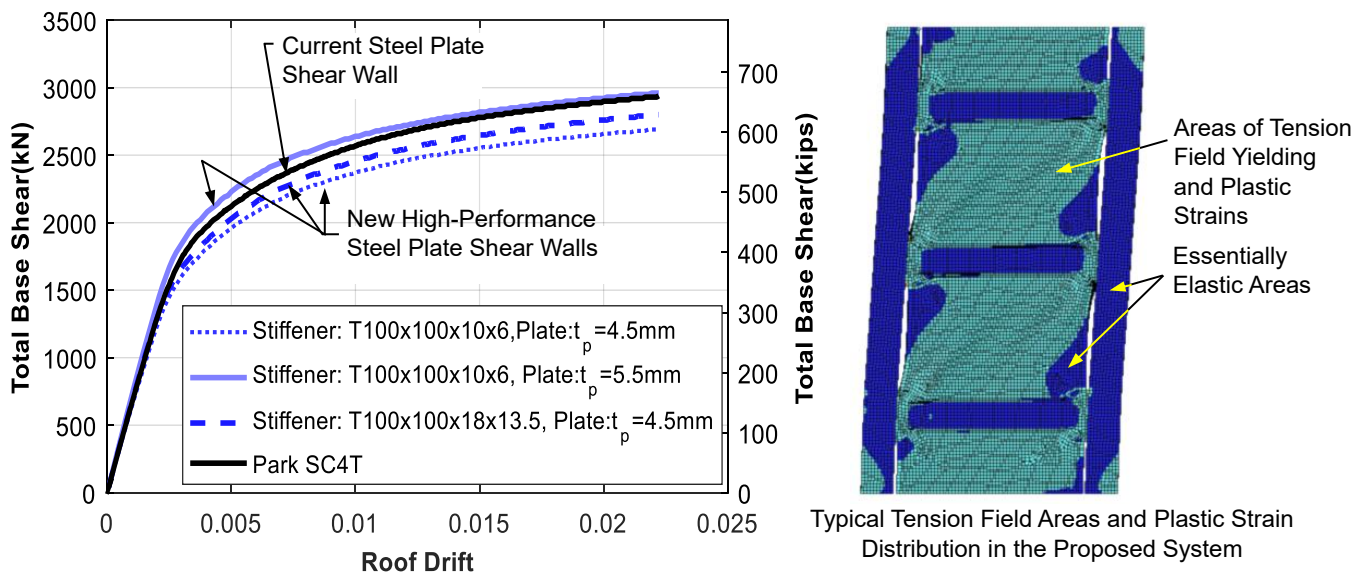 3500
3000
2500
2000
1500
1000
500
0
Total Base Shear(kN)
Current Steel Plate
Shear Wall
New High-Performance
Steel Plate Shear Walls
Stiffener: T100x100x10x6,Plate:t_p=4.5mm
Stiffener: T100x100x10x6, Plate:t_p=5.5mm
Stiffener: T100x100x18x13.5, Plate:t_p=4.5mm
Park SC4T
0 0.005 0.01 0.015 0.02 0.025
Roof Drift
700
600
500
400
300
200
100
0
Total Base Shear(kips)
Areas of Tension
Field Yielding
and Plastic
Strains
Essentially
Elastic Areas
Typical Tension Field Areas and Plastic Strain
Distribution in the Proposed System